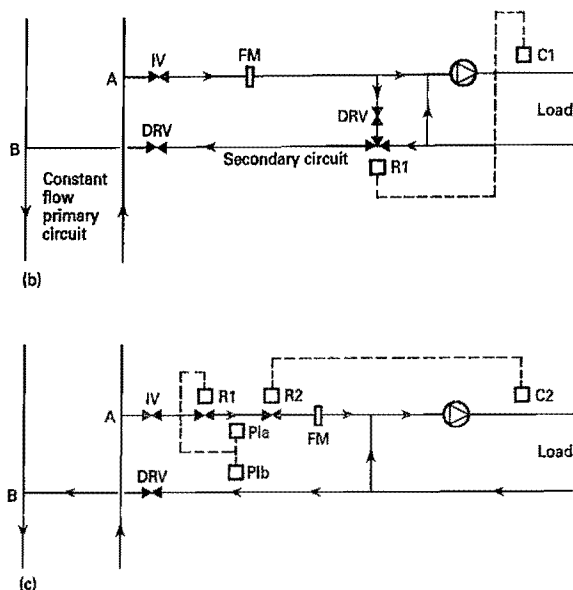 IV
FM
C1
A
DRV
Load
DRV
B
Secondary circuit
R1
Constant
flow
primary
circuit
(b)
IV
R1
R2
C2
A
PIa
FM
Load
DRV
PIb
B
(c)